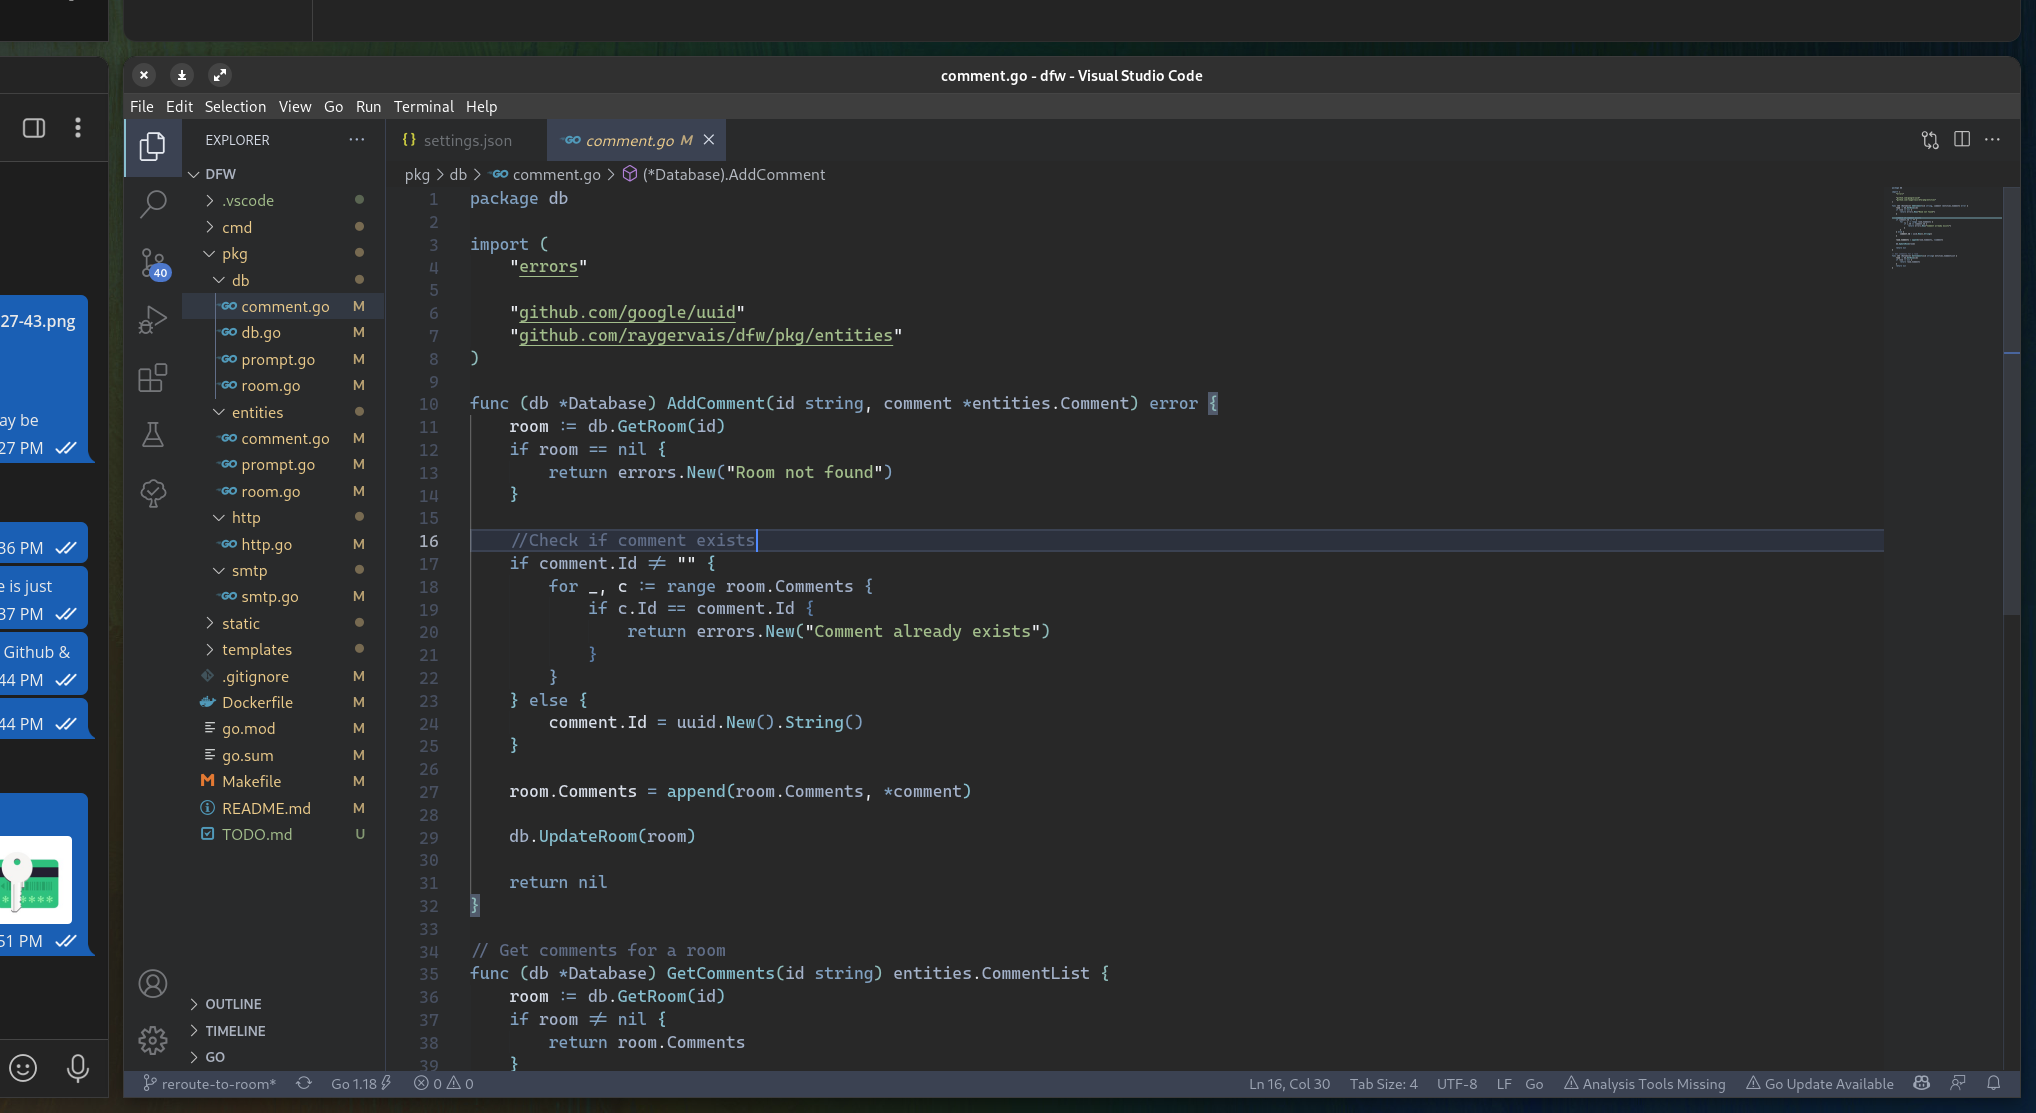 27-43.png
ay be
27 PM
36 PM
e is just
37 PM
Github &
44 PM
44 PM
51 PM
comment.go - dfw - Visual Studio Code
File Edit Selection View Go Run Terminal Help
EXPLORER
DFW
.vscode
cmd
pkg
db
comment.go M
db.go M
prompt.go M
room.go M
entities
comment.go M
prompt.go M
room.go M
http
http.go M
smtp
smtp.go M
static
templates
.gitignore M
Dockerfile M
go.mod M
go.sum M
Makefile M
README.md M
TODO.md U
40
OUTLINE
TIMELINE
GO
{} settings.json
GO comment.go M
pkg > db > GO comment.go > (*Database).AddComment
1 package db
2
3 import (
4     "errors"
5
6     "github.com/google/uuid"
7     "github.com/raygervais/dfw/pkg/entities"
8 )
9
10 func (db *Database) AddComment(id string, comment *entities.Comment) error {
11     room := db.GetRoom(id)
12     if room == nil {
13         return errors.New("Room not found")
14     }
15
16     //Check if comment exists
17     if comment.Id != "" {
18         for _, c := range room.Comments {
19             if c.Id == comment.Id {
20                 return errors.New("Comment already exists")
21             }
22         }
23     } else {
24         comment.Id = uuid.New().String()
25     }
26
27     room.Comments = append(room.Comments, *comment)
28
29     db.UpdateRoom(room)
30
31     return nil
32 }
33
34 // Get comments for a room
35 func (db *Database) GetComments(id string) entities.CommentList {
36     room := db.GetRoom(id)
37     if room != nil {
38         return room.Comments
39     }
reroute-to-room* Go 1.18 0 0 Ln 16, Col 30 Tab Size: 4 UTF-8 LF Go Analysis Tools Missing Go Update Available